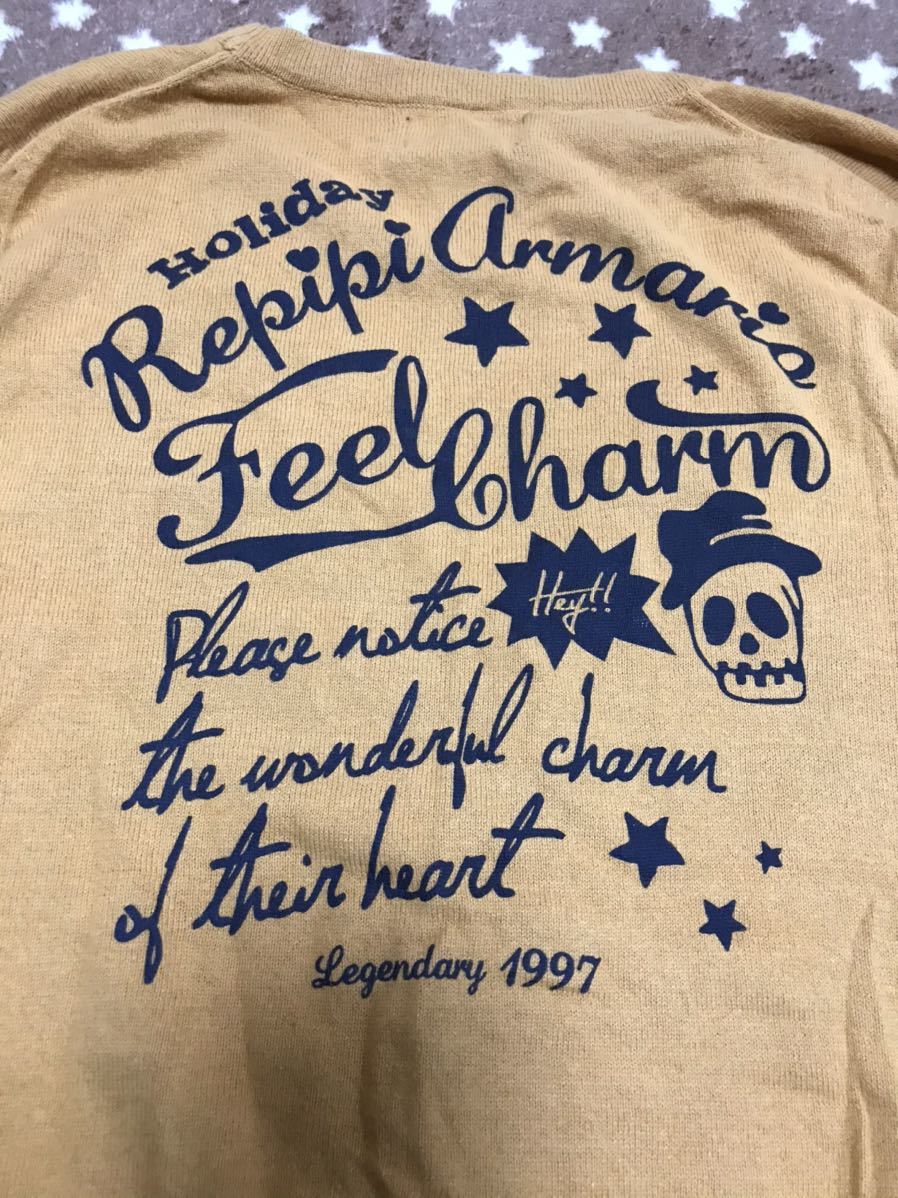 Holiday
Repipi Armario
Feel Charm
Please notice Hey!!
the wonderful charm
of their heart
Legendary 1997